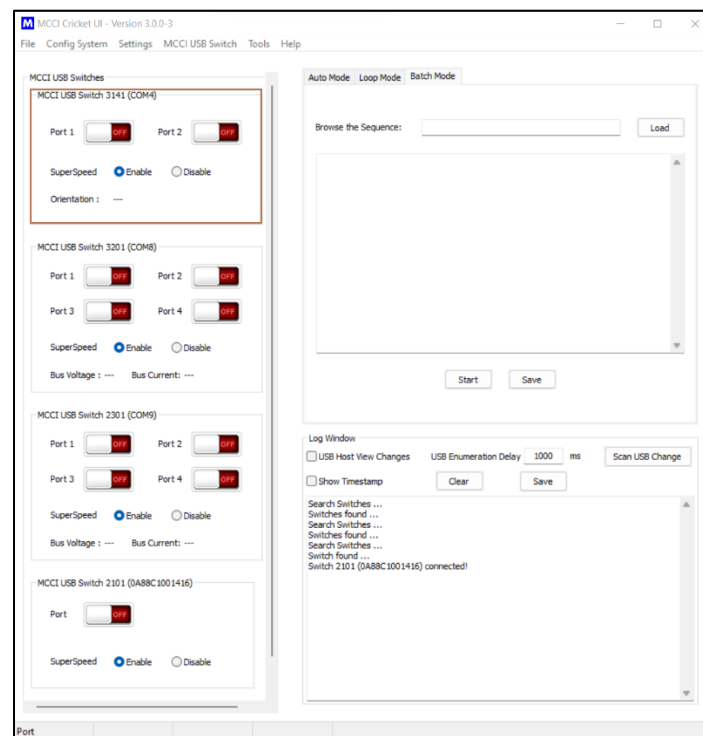 M MCCI Cricket UI - Version 3.0.0-3
File Config System Settings MCCI USB Switch Tools Help
MCCI USB Switches
MCCI USB Switch 3141 (COM4)
Port 1 OFF Port 2 OFF
SuperSpeed Enable Disable
Orientation : ---
MCCI USB Switch 3201 (COM8)
Port 1 OFF Port 2 OFF
Port 3 OFF Port 4 OFF
SuperSpeed Enable Disable
Bus Voltage : --- Bus Current: ---
MCCI USB Switch 2301 (COM9)
Port 1 OFF Port 2 OFF
Port 3 OFF Port 4 OFF
SuperSpeed Enable Disable
Bus Voltage : --- Bus Current: ---
MCCI USB Switch 2101 (0A88C1001416)
Port OFF
SuperSpeed Enable Disable
Auto Mode Loop Mode Batch Mode
Browse the Sequence: Load
Start Save
Log Window
USB Host View Changes USB Enumeration Delay 1000 ms Scan USB Change
Show Timestamp Clear Save
Search Switches ...
Switches found ...
Search Switches ...
Switches found ...
Search Switches ...
Switch found ...
Switch 2101 (0A88C1001416) connected!
Port